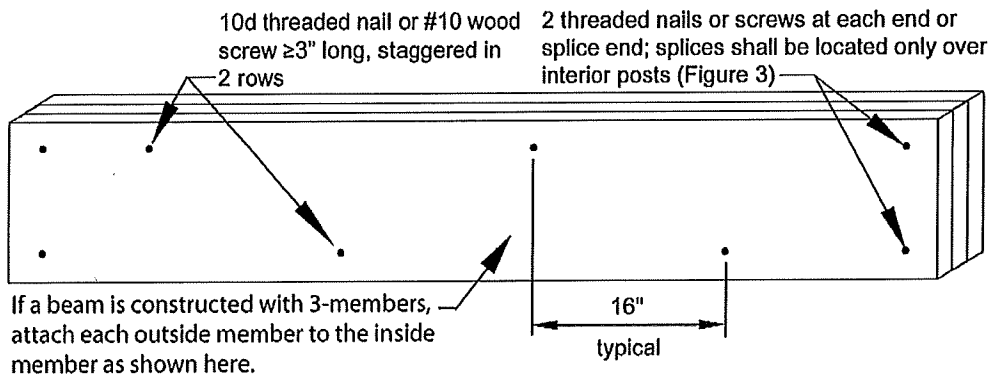 10d threaded nail or #10 wood
screw ≥3" long, staggered in
2 rows
2 threaded nails or screws at each end or
splice end; splices shall be located only over
interior posts (Figure 3)
If a beam is constructed with 3-members,
attach each outside member to the inside
member as shown here.
16"
typical